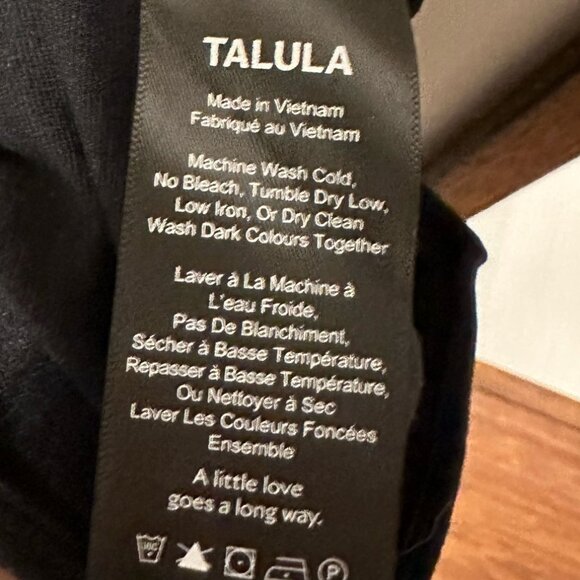 TALULA
Made in Vietnam
Fabriqué au Vietnam
Machine Wash Cold,
No Bleach, Tumble Dry Low,
Low Iron, Or Dry Clean
Wash Dark Colours Together
Laver à La Machine à
L'eau Froide,
Pas De Blanchiment,
Sécher à Basse Température,
Repasser à Basse Température,
Ou Nettoyer à Sec
Laver Les Couleurs Foncées
Ensemble
A little love
goes a long way.
P